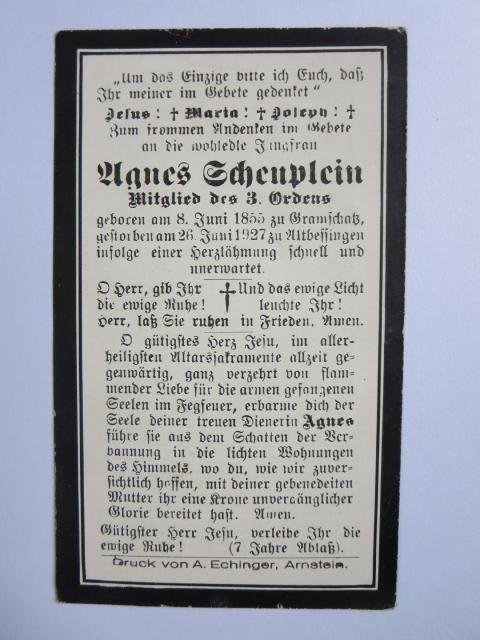 „Um das Einzige bitte ich Euch, daß
Ihr meiner im Gebete gedenket“
Jesus! † Maria! † Joseph! †
Zum frommen Andenken im Gebete
an die wohledle Jungfrau
Agnes Scheuplein
Mitglied des 3. Ordens
geboren am 8. Juni 1855 zu Gramschatz,
gestorben am 26. Juni 1927 zu Altbessingen
infolge einer Herzlähmung schnell und
unerwartet.
O Herr, gib Ihr † Und das ewige Licht
die ewige Ruhe! leuchte Ihr!
Herr, laß Sie ruhen in Frieden. Amen.
O gütigstes Herz Jesu, im aller-
heiligsten Altarsjakramente allzeit ge-
genwärtig, ganz verzehrt von flam-
mender Liebe für die armen gefangenen
Seelen im Fegfeuer, erbarme dich der
Seele deiner treuen Dienerin Agnes
führe sie aus dem Schatten der Ver-
bannung in die lichten Wohnungen
des Himmels, wo du, wie wir zuver-
sichtlich hoffen, mit deiner gebenedeiten
Mutter ihr eine Krone unvergänglicher
Glorie bereitet hast. Amen.
Gütigster Herr Jesu, verleihe Ihr die
ewige Ruhe! (7 Jahre Ablaß).
Druck von A. Echinger, Arnstein.